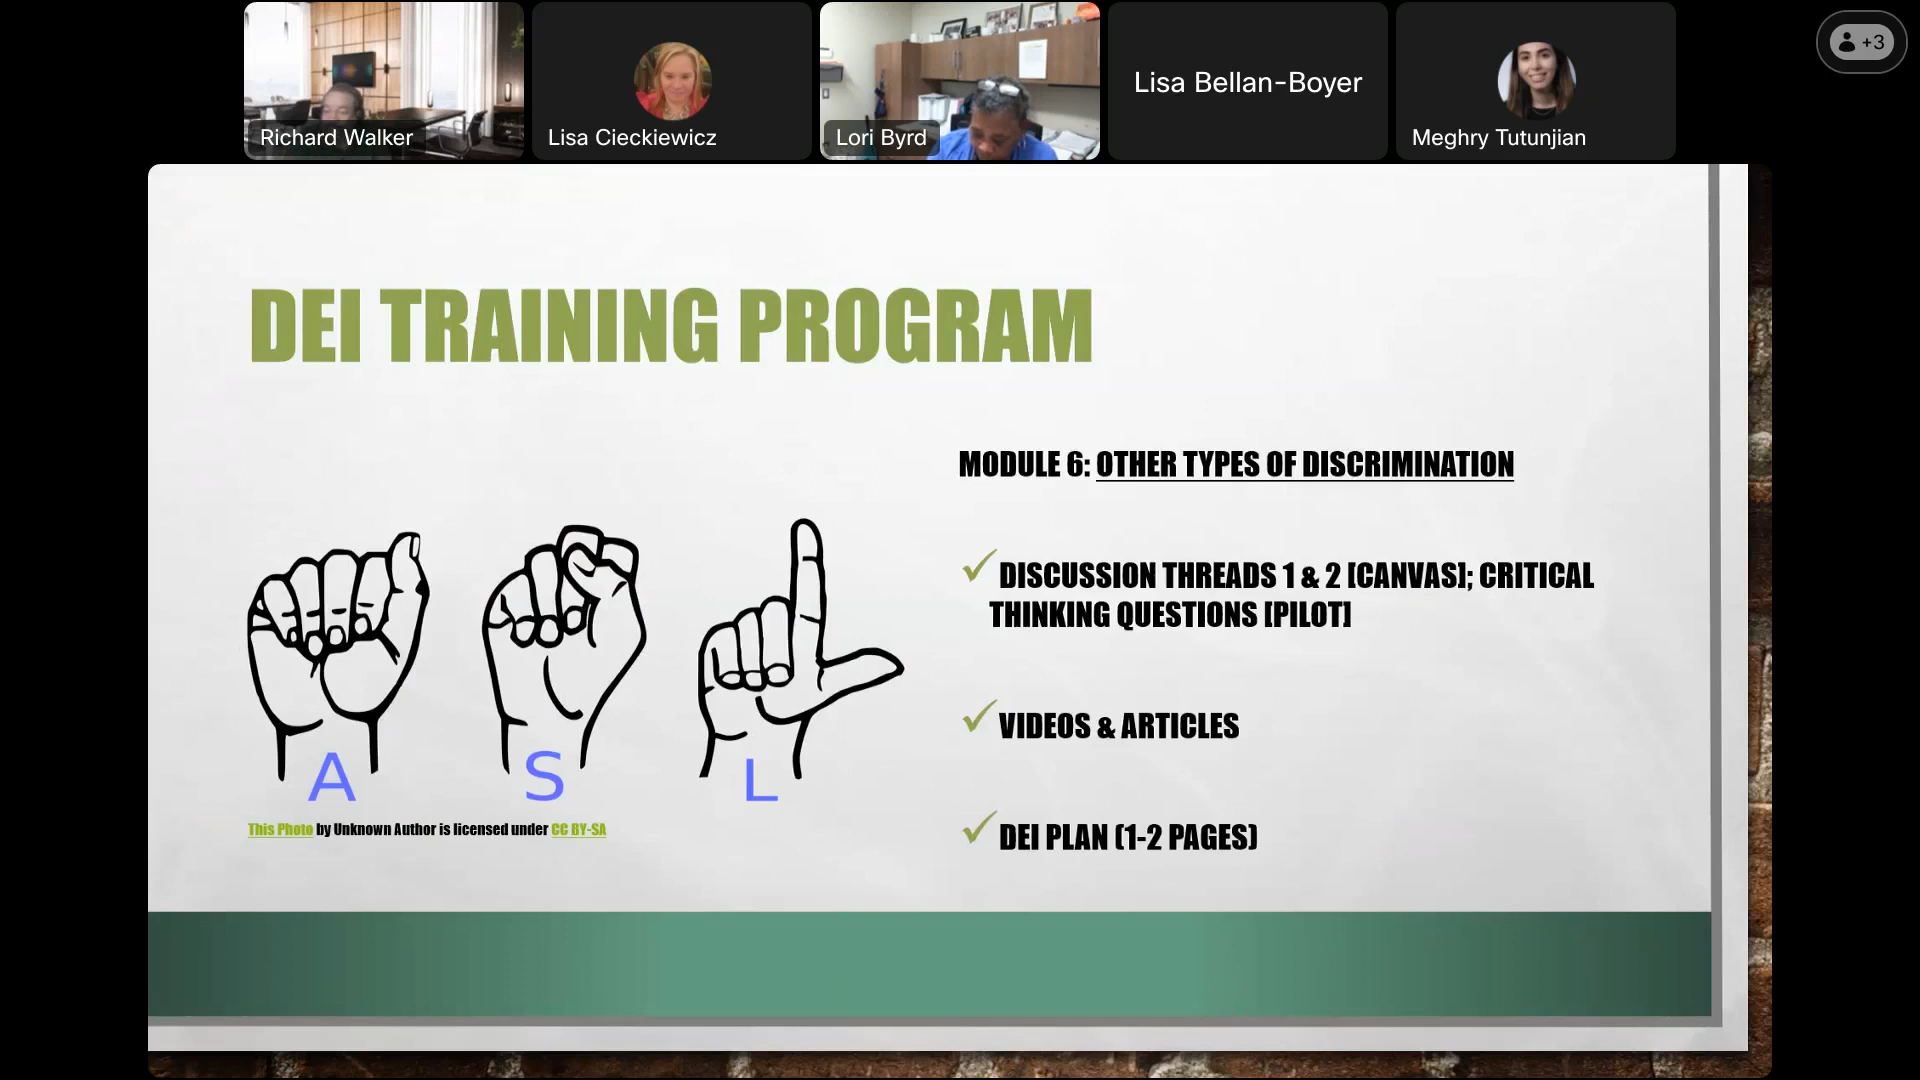 Richard Walker
Lisa Cieckiewicz
Lori Byrd
Lisa Bellan-Boyer
Meghry Tutunjian
+3
DEI TRAINING PROGRAM
MODULE 6: OTHER TYPES OF DISCRIMINATION
DISCUSSION THREADS 1 & 2 [CANVAS]; CRITICAL
THINKING QUESTIONS [PILOT]
VIDEOS & ARTICLES
DEI PLAN (1-2 PAGES)
A S L
This Photo by Unknown Author is licensed under CC BY-SA